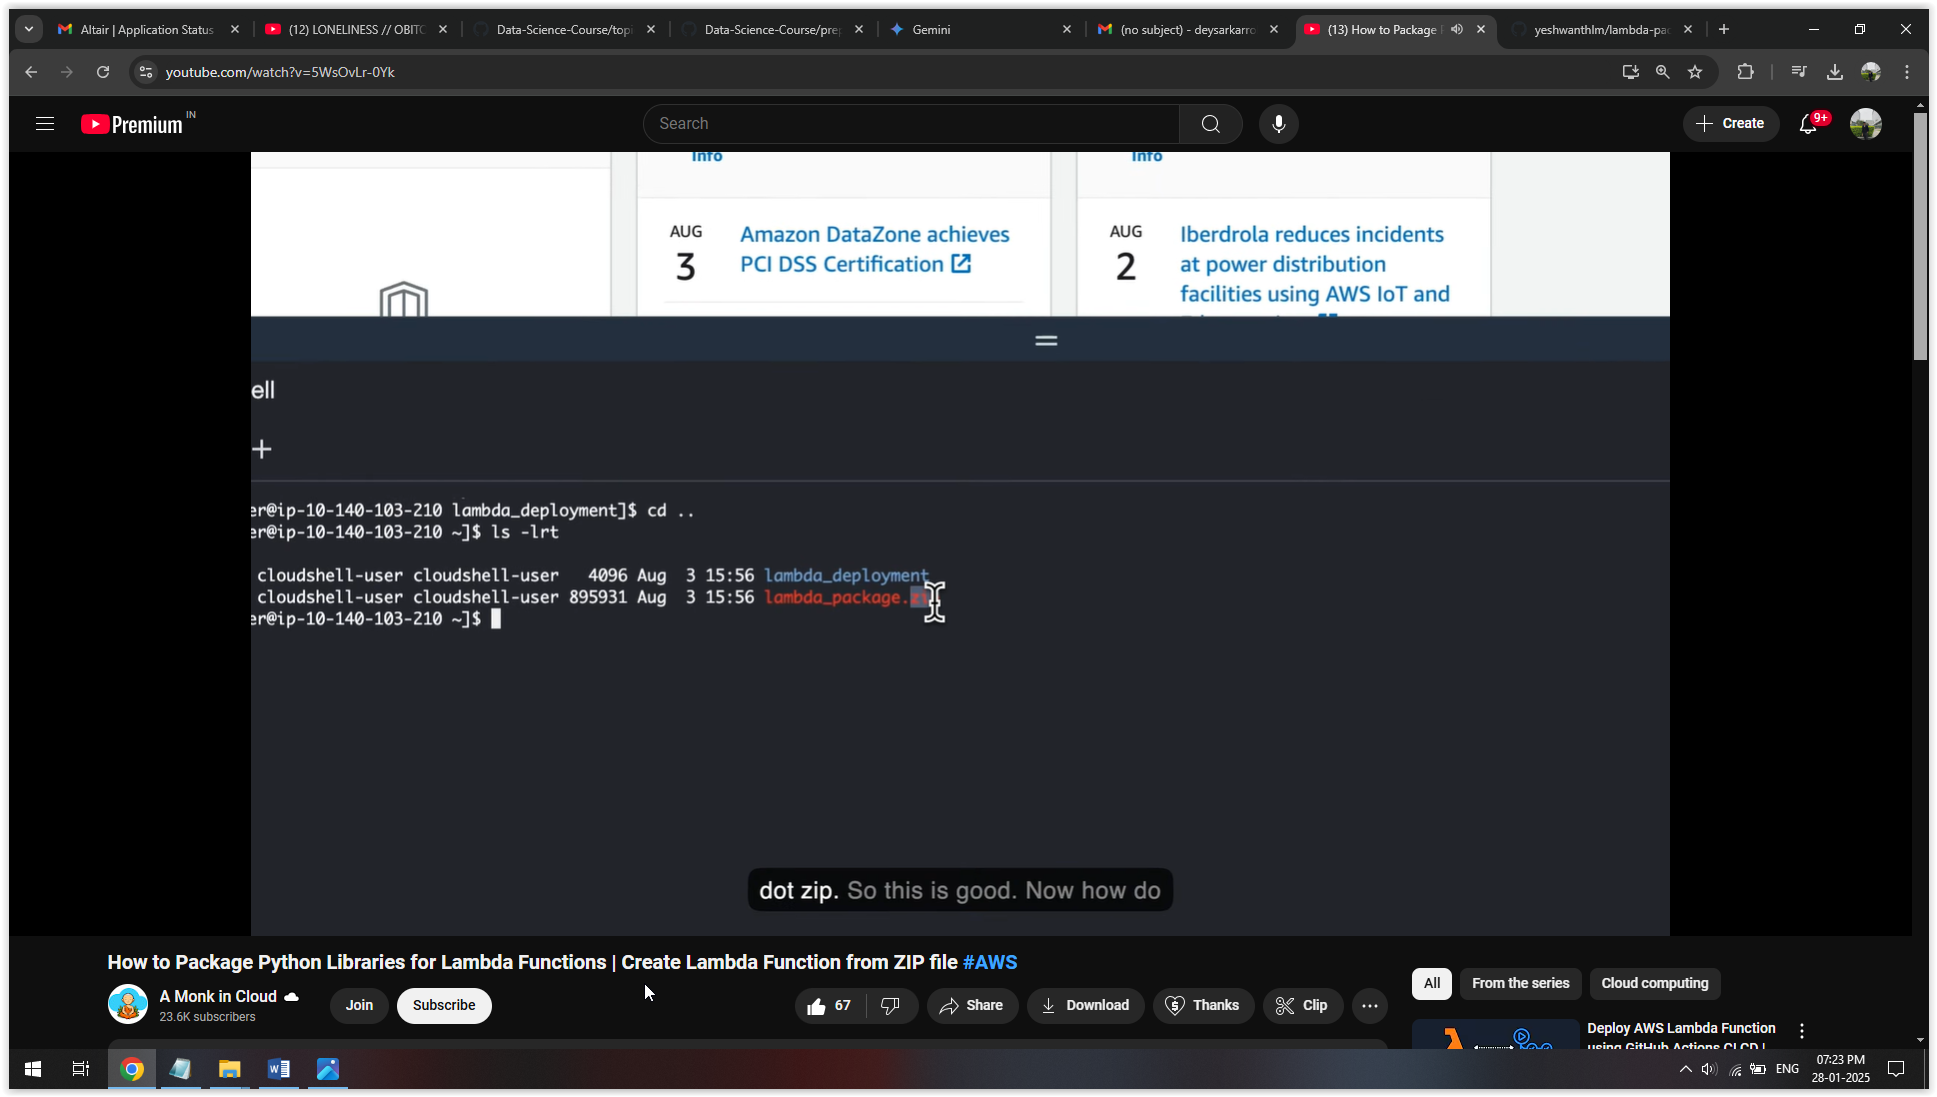 Altair | Application Status
(12) LONELINESS // OBITO
Data-Science-Course/topi
Data-Science-Course/prep
Gemini
(no subject) - deysarkarro
(13) How to Package
yeshwanthlm/lambda-pac
youtube.com/watch?v=5WsOvLr-0Yk
Premium IN
Search
Create
9+
Info
Info
AUG
3
Amazon DataZone achieves
PCI DSS Certification
AUG
2
Iberdrola reduces incidents
at power distribution
facilities using AWS IoT and
ell
+
er@ip-10-140-103-210 lambda_deployment]$ cd ..
er@ip-10-140-103-210 ~]$ ls -lrt
cloudshell-user cloudshell-user 4096 Aug 3 15:56 lambda_deployment
cloudshell-user cloudshell-user 895931 Aug 3 15:56 lambda_package.zi
er@ip-10-140-103-210 ~]$
dot zip. So this is good. Now how do
How to Package Python Libraries for Lambda Functions | Create Lambda Function from ZIP file #AWS
A Monk in Cloud
23.6K subscribers
Join
Subscribe
67
Share
Download
Thanks
Clip
All
From the series
Cloud computing
Deploy AWS Lambda Function
using GitHub Actions CI CD |
ENG
07:23 PM
28-01-2025